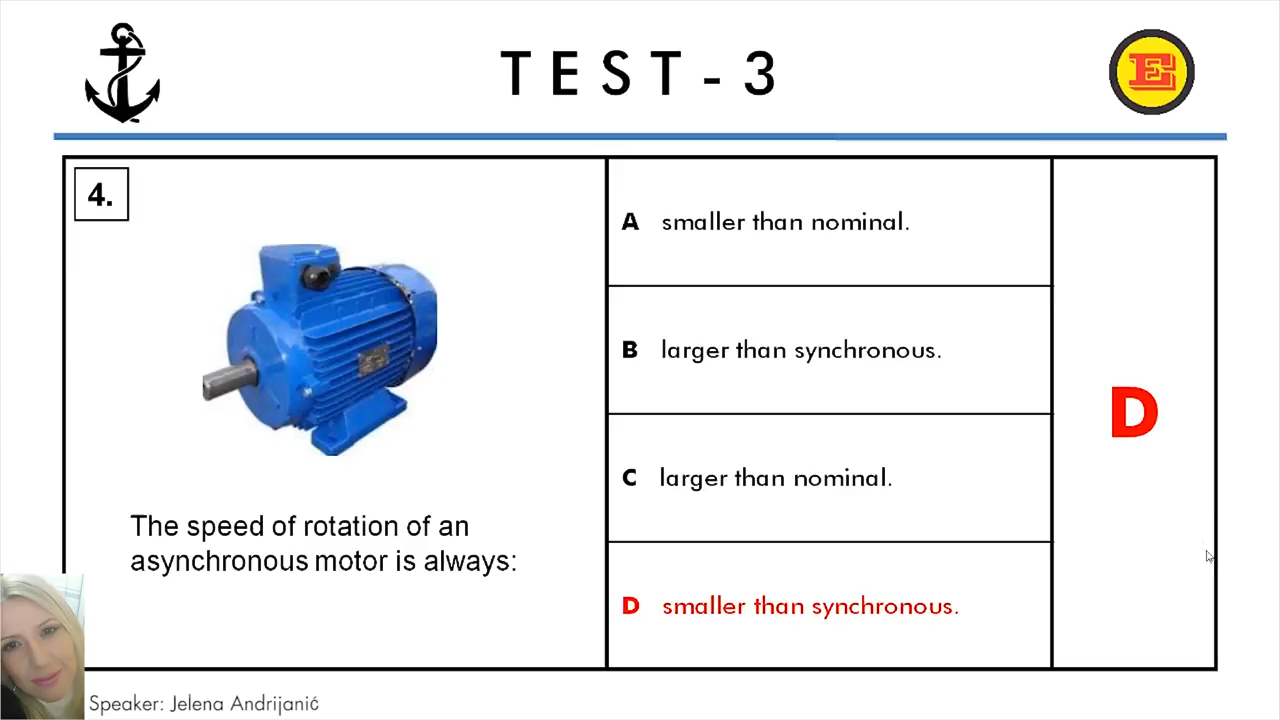 TEST-3
E
4.
The speed of rotation of an
asynchronous motor is always:
A smaller than nominal.
B larger than synchronous.
C larger than nominal.
D smaller than synchronous.
D
Speaker: Jelena Andrijanić